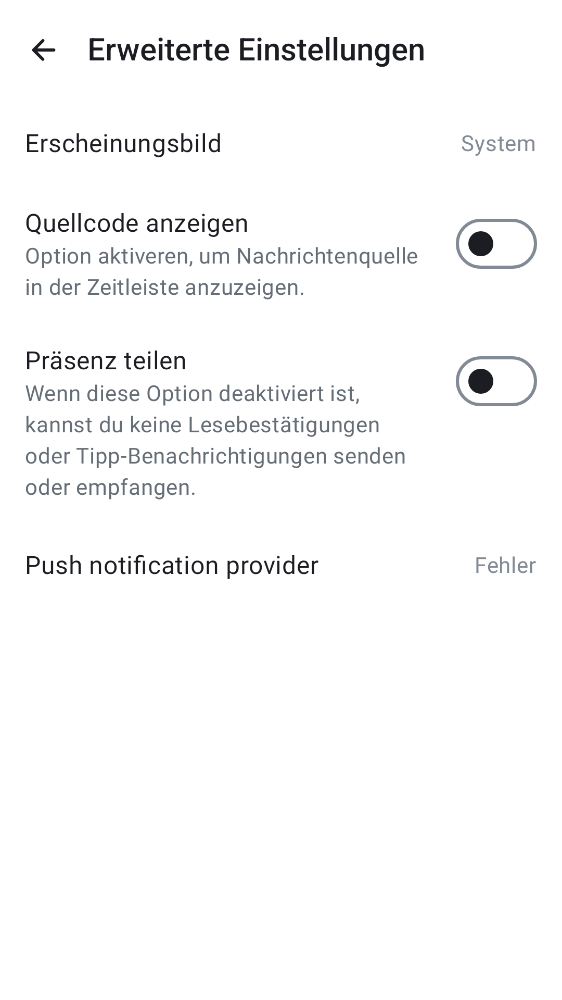 Erweiterte Einstellungen
Erscheinungsbild System
Quellcode anzeigen
Option aktiveren, um Nachrichtenquelle
in der Zeitleiste anzuzeigen.
Präsenz teilen
Wenn diese Option deaktiviert ist,
kannst du keine Lesebestätigungen
oder Tipp-Benachrichtigungen senden
oder empfangen.
Push notification provider Fehler